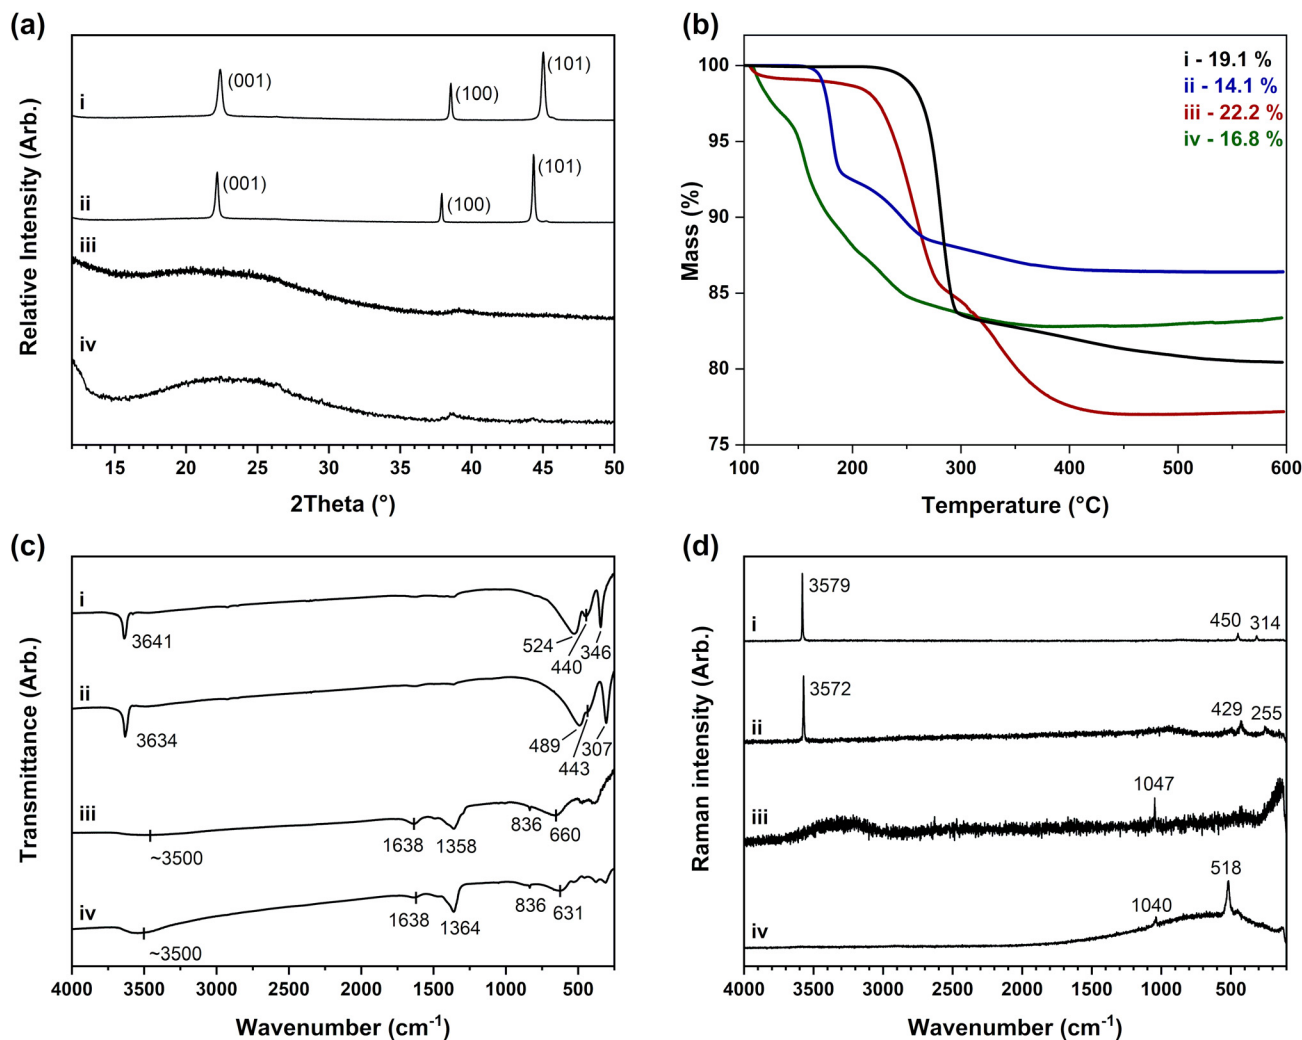 (a)
i
(001)
(100)
(101)
ii
(001)
(100)
(101)
iii
iv
Relative Intensity (Arb.)
15 20 25 30 35 40 45 50
2Theta (°)
(b)
i - 19.1 %
ii - 14.1 %
iii - 22.2 %
iv - 16.8 %
100
95
90
85
80
75
Mass (%)
100 200 300 400 500 600
Temperature (°C)
(c)
i
3641
524
440
346
ii
3634
489
443
307
iii
~3500
1638
1358
836
660
iv
~3500
1638
1364
836
631
Transmittance (Arb.)
4000 3000 2000 1500 1000 500
Wavenumber (cm-1)
(d)
i
3579
450
314
ii
3572
429
255
iii
1047
iv
1040
518
Raman intensity (Arb.)
4000 3500 3000 2500 2000 1500 1000 500
Wavenumber (cm-1)